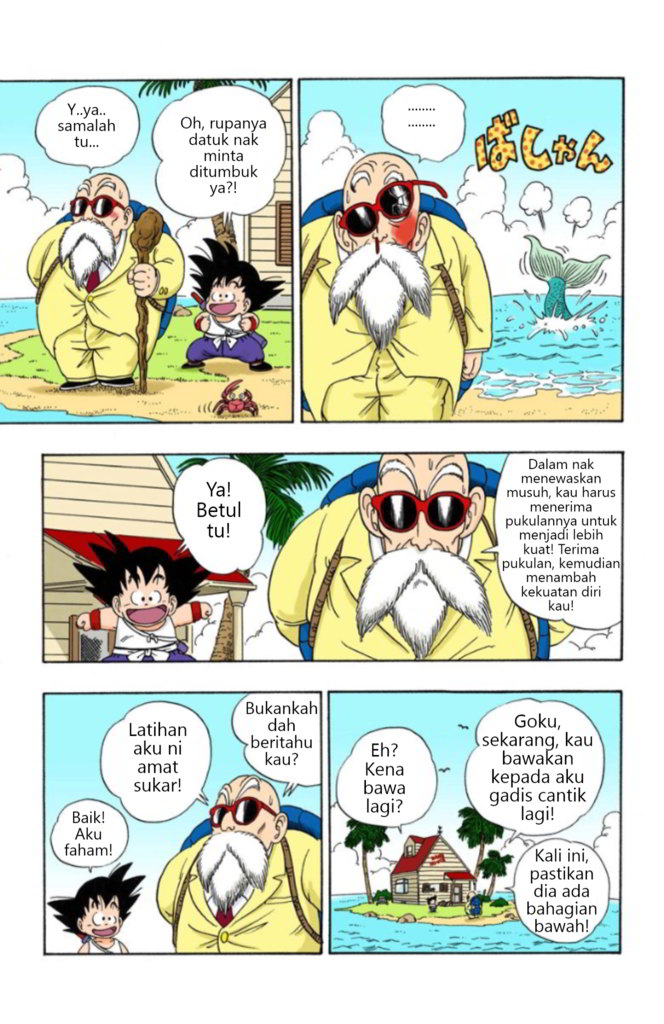 ........
........
ばしゃん
Oh, rupanya
datuk nak
minta
ditumbuk
ya?!
Y..ya..
samalah
tu...
Dalam nak
menewaskan
musuh, kau harus
menerima
pukulannya untuk
menjadi lebih
kuat! Terima
pukulan, kemudian
menambah
kekuatan diri
kau!
Ya!
Betul
tu!
Goku,
sekarang, kau
bawakan
kepada aku
gadis cantik
lagi!
Kali ini,
pastikan
dia ada
bahagian
bawah!
Eh?
Kena
bawa
lagi?
Bukankah
dah
beritahu
kau?
Latihan
aku ni
amat
sukar!
Baik!
Aku
faham!